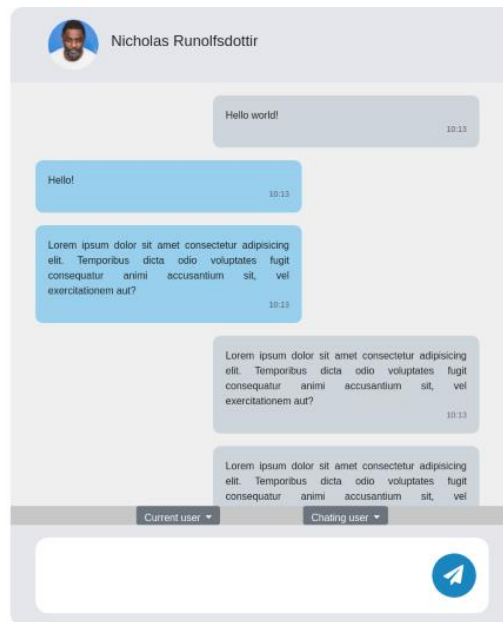 Nicholas Runolfsdottir
Hello world!
10:13
Hello!
10:13
Lorem ipsum dolor sit amet consectetur adipisicing
elit. Temporibus dicta odio voluptates fugit
consequatur animi accusantium sit, vel
exercitationem aut?
10:13
Lorem ipsum dolor sit amet consectetur adipisicing
elit. Temporibus dicta odio voluptates fugit
consequatur animi accusantium sit, vel
exercitationem aut?
10:13
Lorem ipsum dolor sit amet consectetur adipisicing
elit. Temporibus dicta odio voluptates fugit
consequatur animi accusantium sit, vel
Current user Chating user